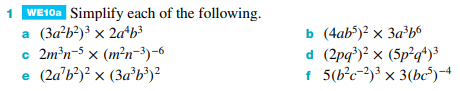 1 WE10a Simplify each of the following.
a (3a²b²)³ × 2a⁴b³
b (4ab⁵)² × 3a³b⁶
c 2m³n⁻⁵ × (m²n⁻³)⁻⁶
d (2pq³)² × (5p²q⁴)³
e (2a⁷b²)² × (3a³b³)²
f 5(b²c⁻²)³ × 3(bc⁵)⁻⁴